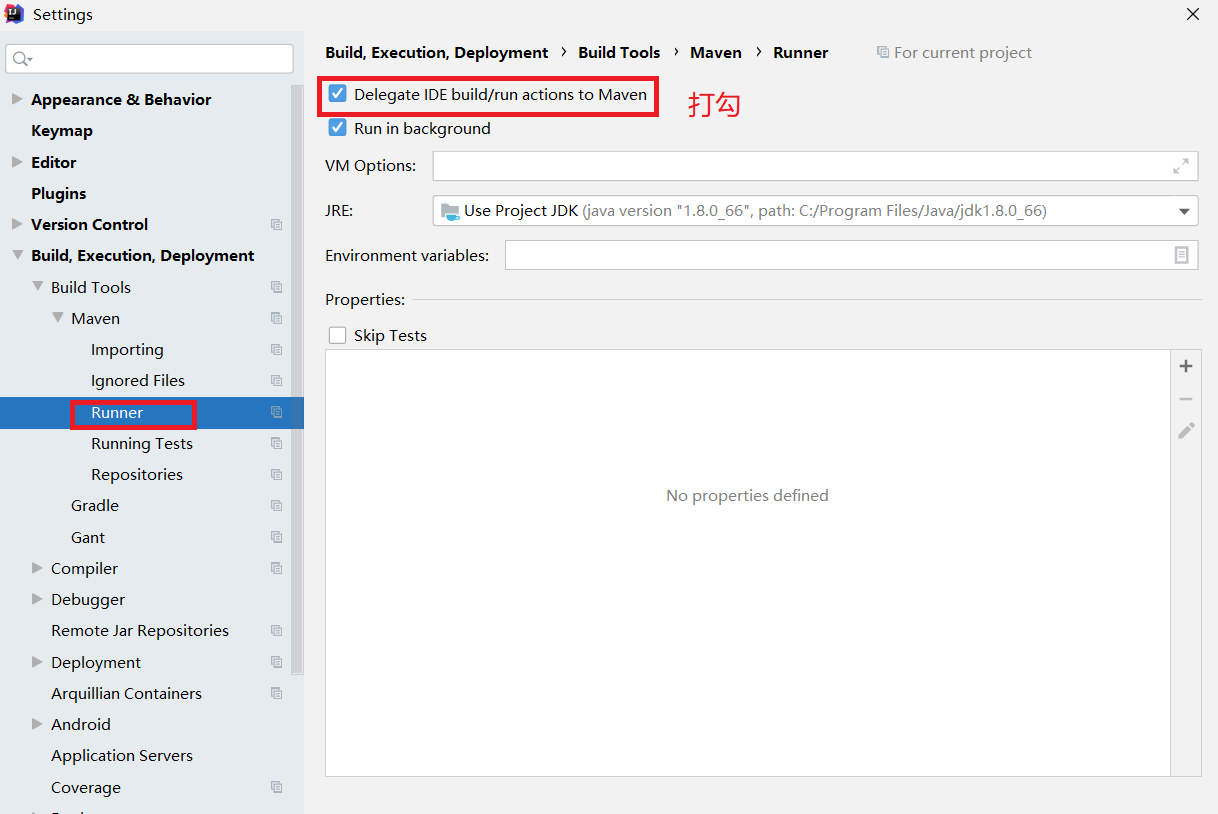 Settings
Build, Execution, Deployment › Build Tools › Maven › Runner
For current project
Appearance & Behavior
Keymap
Editor
Plugins
Version Control
Build, Execution, Deployment
Build Tools
Maven
Importing
Ignored Files
Runner
Running Tests
Repositories
Gradle
Gant
Compiler
Debugger
Remote Jar Repositories
Deployment
Arquillian Containers
Android
Application Servers
Coverage
Delegate IDE build/run actions to Maven
打勾
Run in background
VM Options:
JRE:
Use Project JDK (java version "1.8.0_66", path: C:/Program Files/Java/jdk1.8.0_66)
Environment variables:
Properties:
Skip Tests
No properties defined